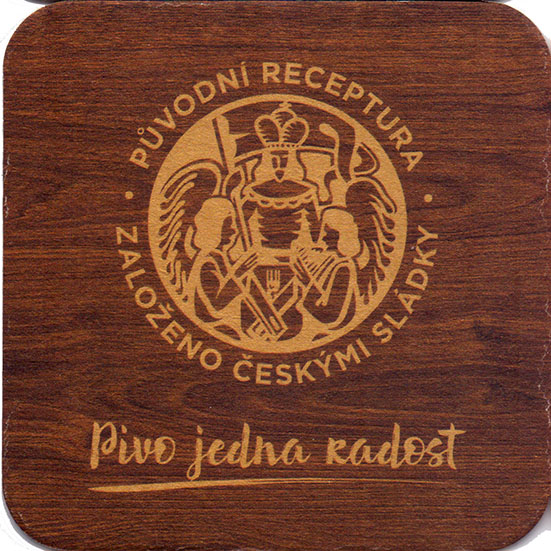 PŮVODNÍ RECEPTURA
ZALOŽENO ČESKÝMI SLÁDKY
Pivo jedna radost